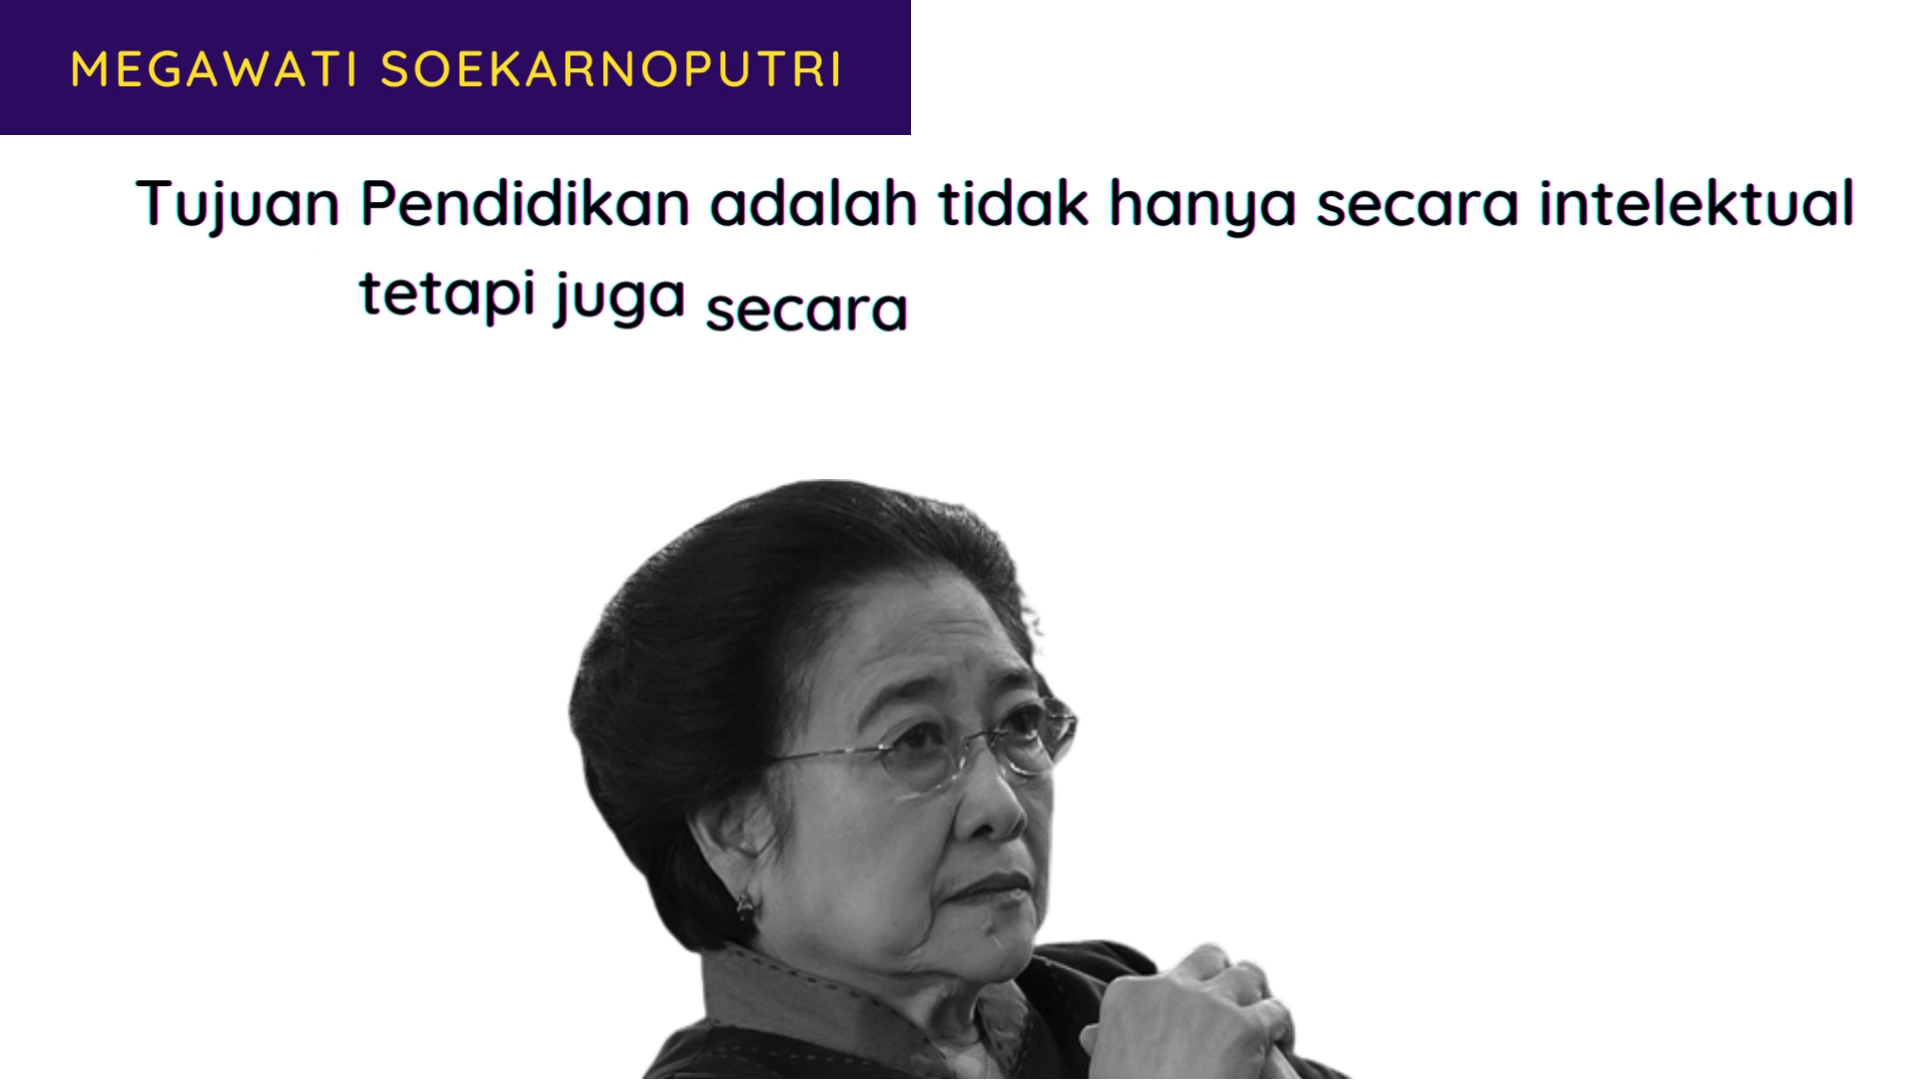 MEGAWATI SOEKARNOPUTRI
Tujuan Pendidikan adalah tidak hanya secara intelektual
tetapi juga secara